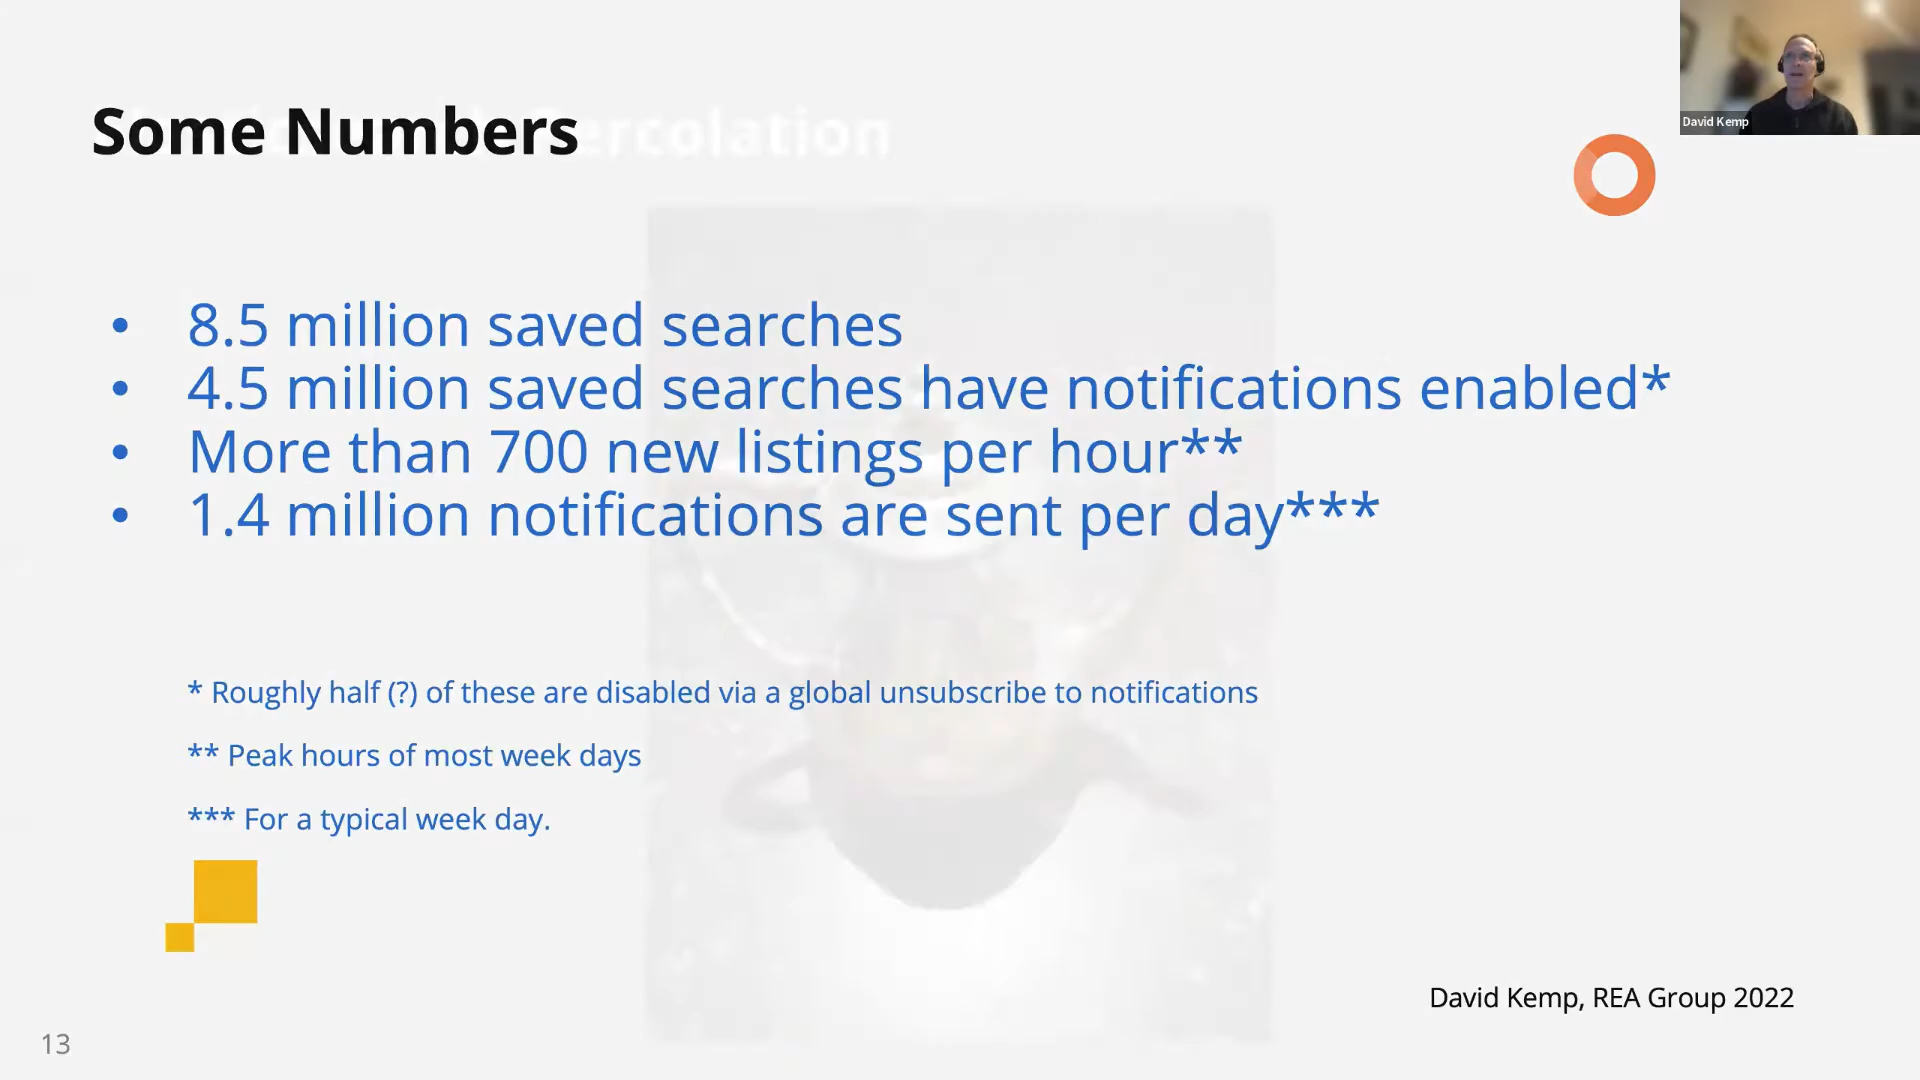 David Kemp
Some Numbers
• 8.5 million saved searches
• 4.5 million saved searches have notifications enabled*
• More than 700 new listings per hour**
• 1.4 million notifications are sent per day***
* Roughly half (?) of these are disabled via a global unsubscribe to notifications
** Peak hours of most week days
*** For a typical week day.
David Kemp, REA Group 2022
13